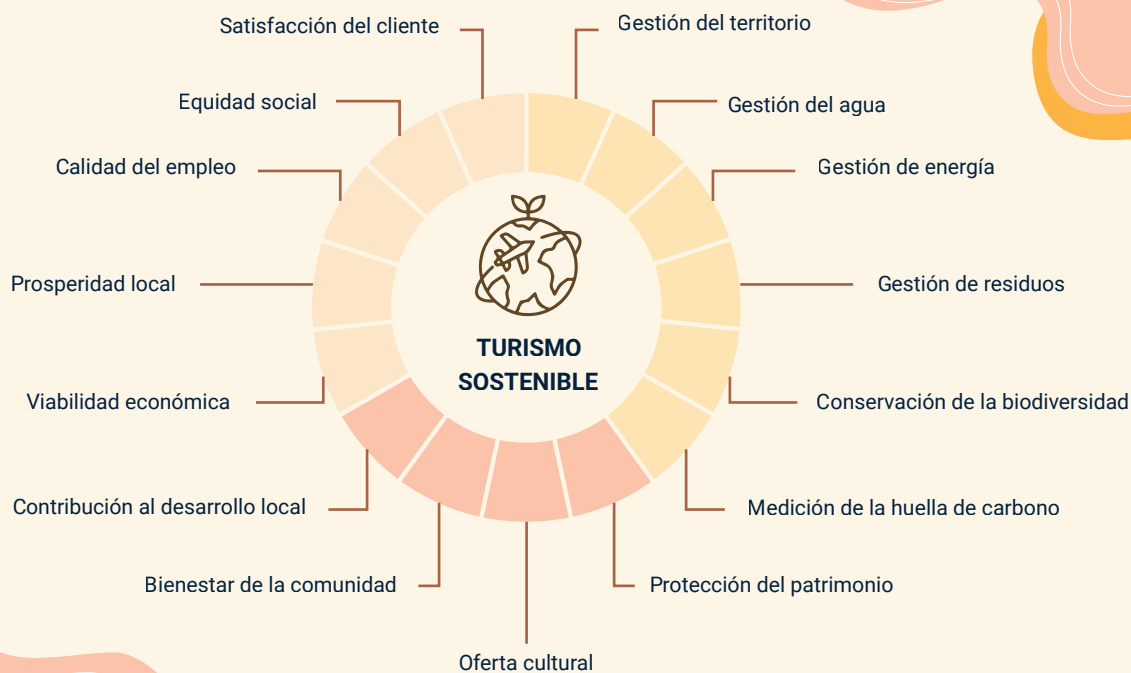 Satisfacción del cliente
Gestión del territorio
Equidad social
Gestión del agua
Calidad del empleo
Gestión de energía
Prosperidad local
Gestión de residuos
TURISMO
SOSTENIBLE
Viabilidad económica
Conservación de la biodiversidad
Contribución al desarrollo local
Medición de la huella de carbono
Bienestar de la comunidad
Protección del patrimonio
Oferta cultural